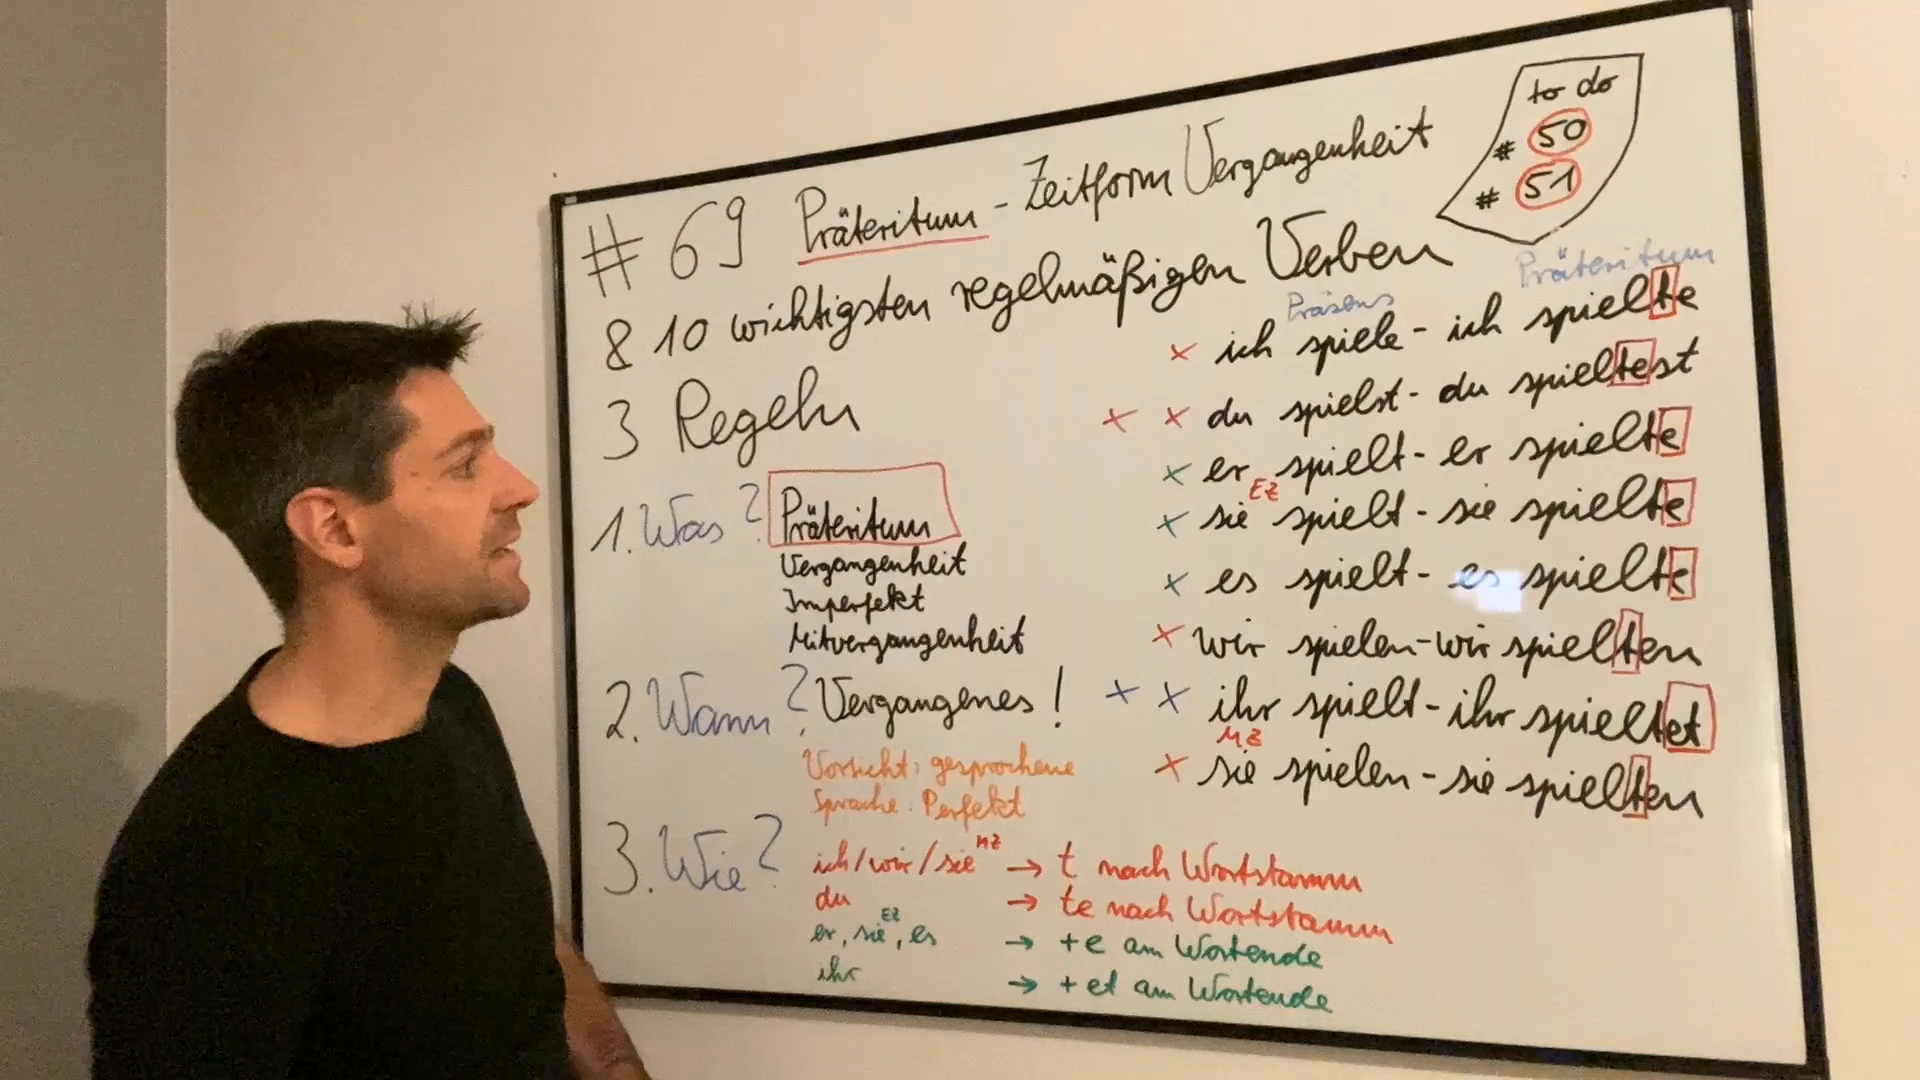 # 69 Präteritum - Zeitform Vergangenheit
& 10 wichtigsten regelmäßigen Verben
3 Regeln
to do
# 50
# 51
1. Was? Präteritum
Vergangenheit
Imperfekt
Mitvergangenheit
2. Wann? Vergangenes!
Vorsicht: gesprochene
Sprache: Perfekt
3. Wie?
ich/wir/sie MZ → t nach Wortstamm
du → te nach Wortstamm
er, sie EZ, es → +e am Wortende
ihr → +et am Wortende
Präsens Präteritum
x ich spiele - ich spielte
x x du spielst - du spieltest
x er spielt - er spielte
x sie EZ spielt - sie spielte
x es spielt - es spielte
x wir spielen - wir spielten
x x ihr spielt - ihr spieltet
x sie MZ spielen - sie spielten